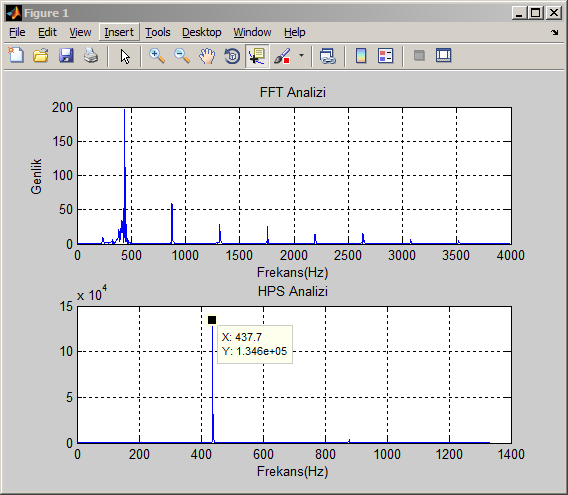 Figure 1
File Edit View Insert Tools Desktop Window Help
FFT Analizi
200
150
100
50
0
Genlik
0 500 1000 1500 2000 2500 3000 3500 4000
Frekans(Hz)
HPS Analizi
x 10^4
15
10
5
0
X: 437.7
Y: 1.346e+05
0 200 400 600 800 1000 1200 1400
Frekans(Hz)